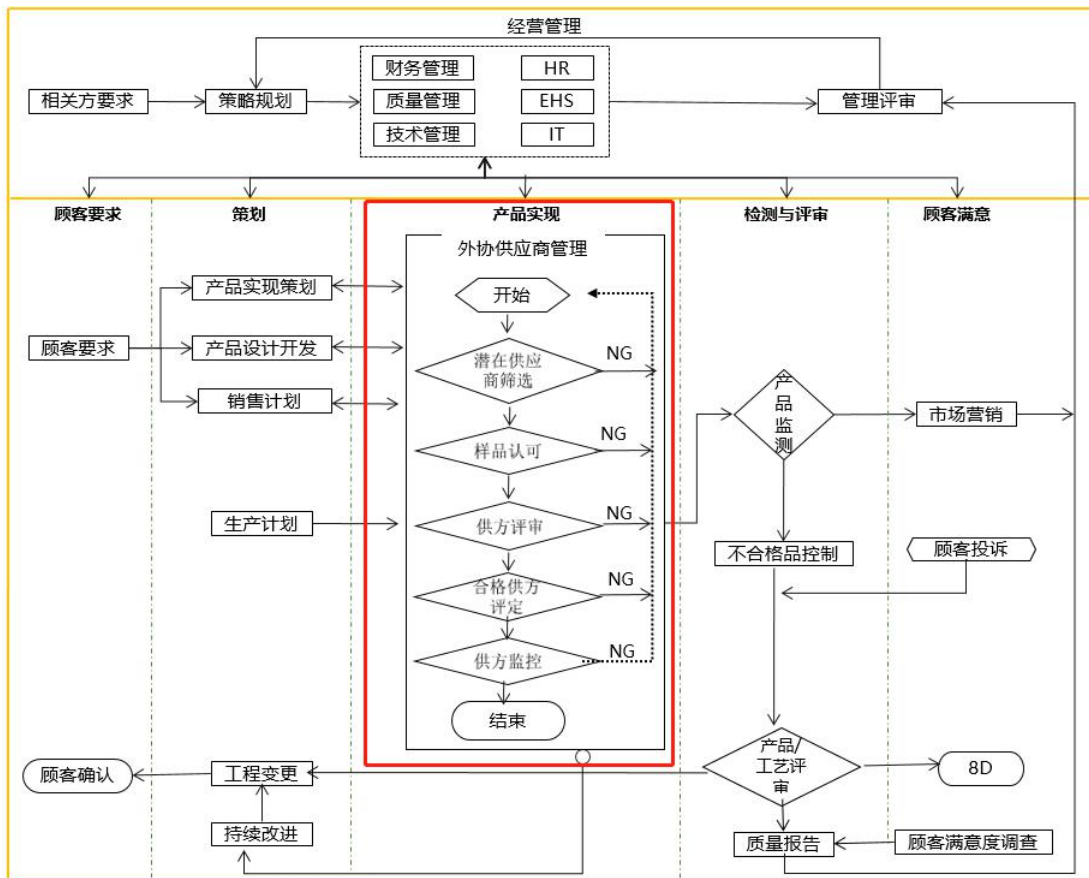 经营管理
财务管理
HR
相关方要求
策略规划
质量管理
EHS
管理评审
技术管理
IT
顾客要求
策划
产品实现
检测与评审
顾客满意
外协供应商管理
产品实现策划
开始
顾客要求
产品设计开发
潜在供应
商筛选
NG
销售计划
产
品
监
测
市场营销
样品认可
NG
生产计划
供方评审
NG
不合格品控制
顾客投诉
合格供方
评定
NG
供方监控
NG
结束
顾客确认
工程变更
产品/
工艺评
审
8D
持续改进
质量报告
顾客满意度调查